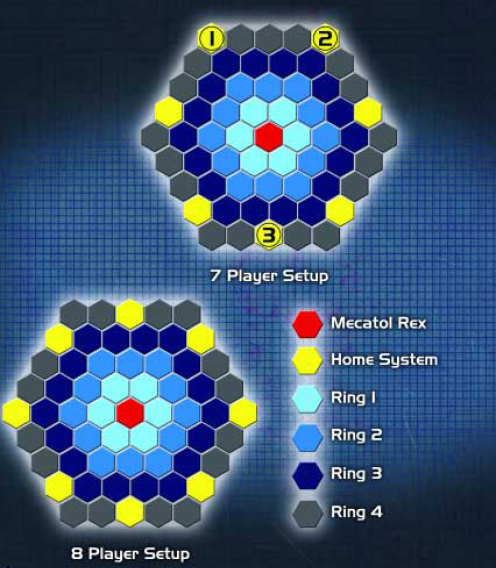 1
2
3
7 Player Setup
Mecatol Rex
Home System
Ring 1
Ring 2
Ring 3
Ring 4
8 Player Setup